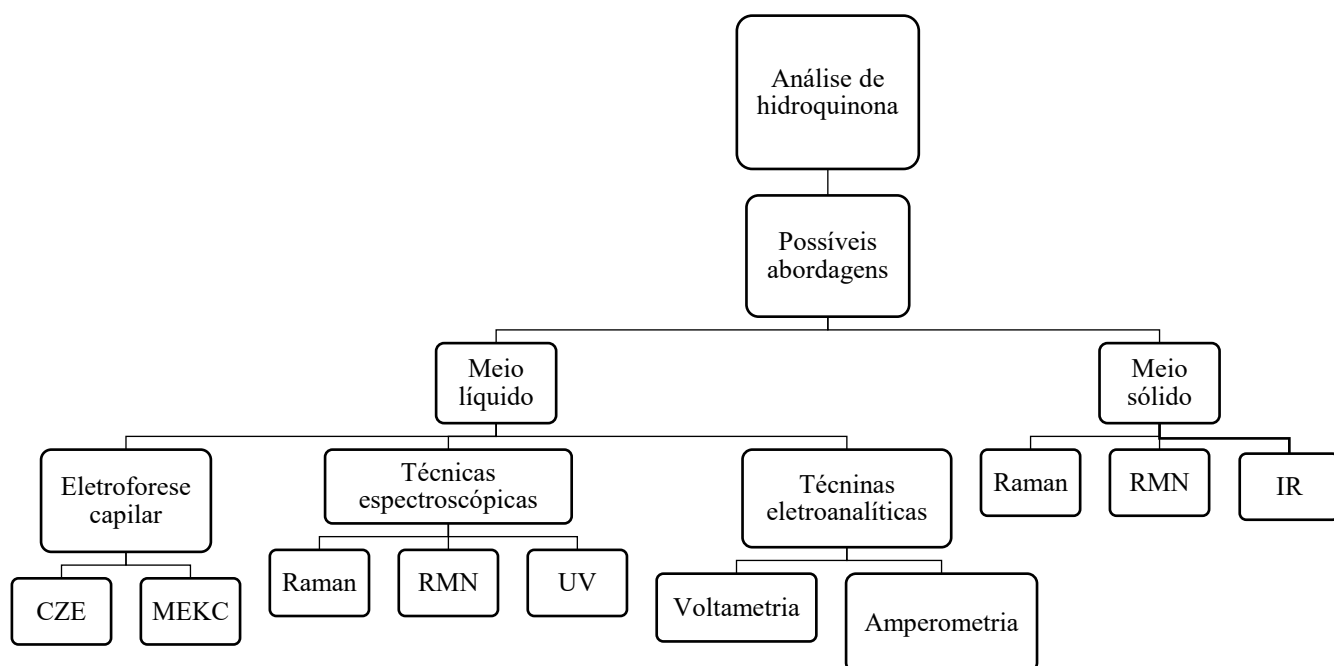 Análise de
hidroquinona
Possíveis
abordagens
Meio
líquido
Meio
sólido
Eletroforese
capilar
Técnicas
espectroscópicas
Técninas
eletroanalíticas
Raman
RMN
IR
CZE
MEKC
Raman
RMN
UV
Voltametria
Amperometria